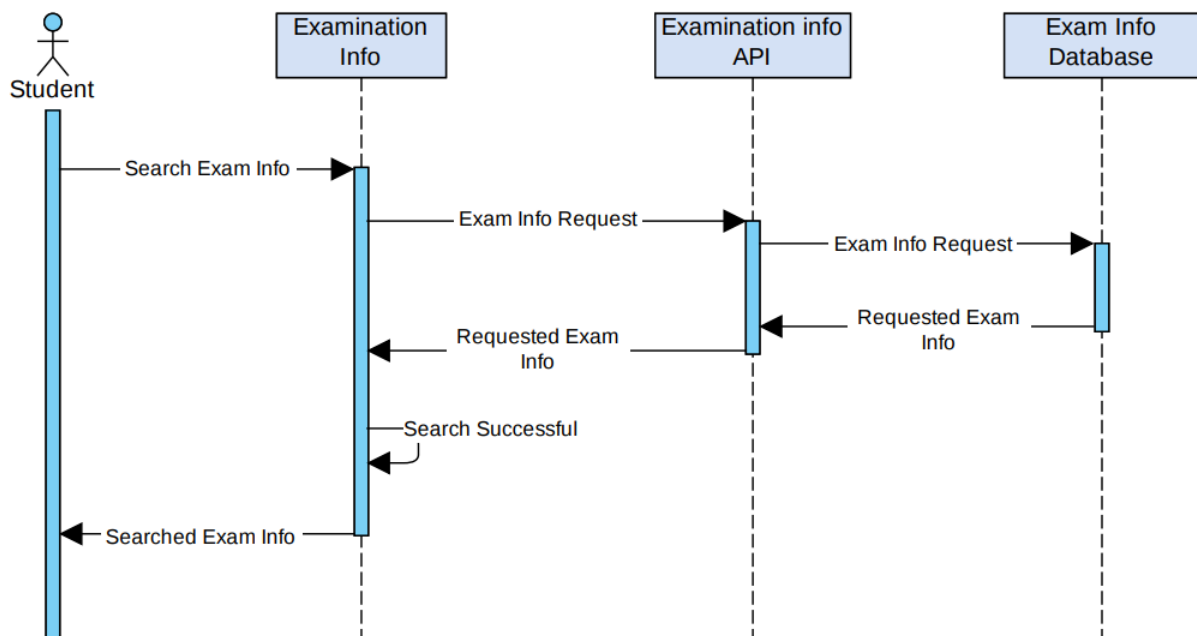 Examination
Info
Examination info
API
Exam Info
Database
Student
Search Exam Info
Exam Info Request
Exam Info Request
Requested Exam
Info
Requested Exam
Info
Search Successful
Searched Exam Info